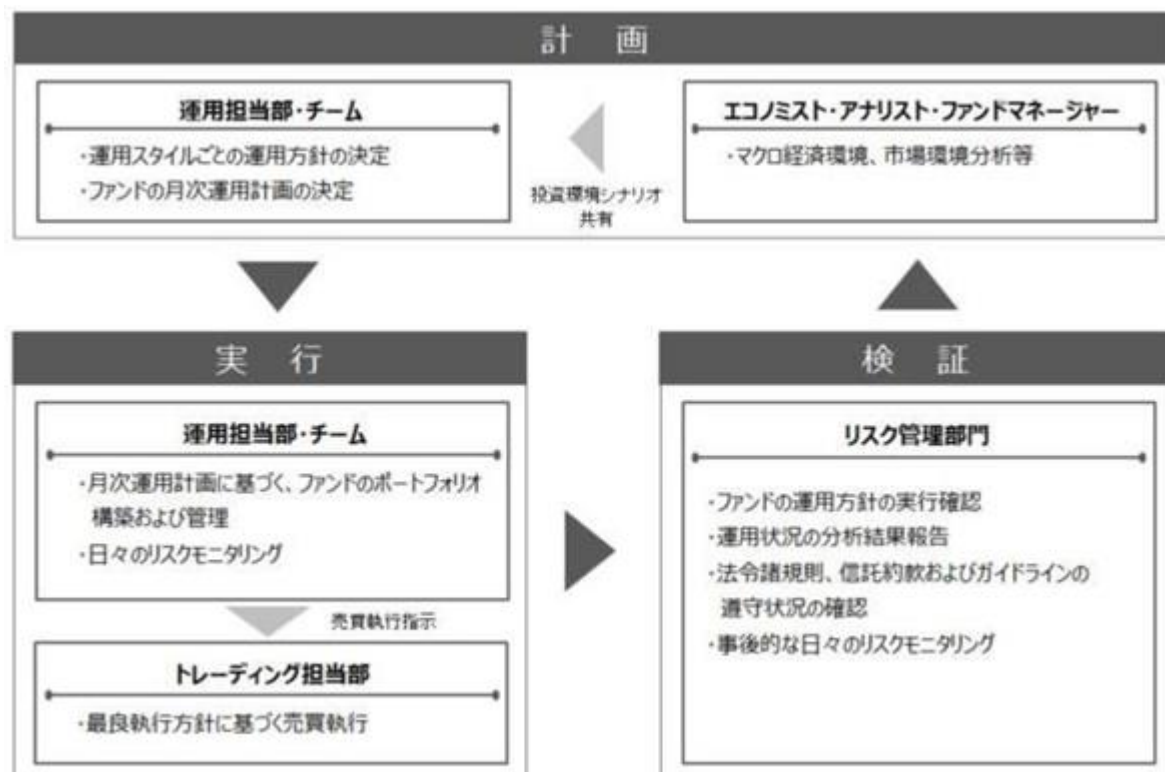 計 画
運用担当部・チーム
・運用スタイルごとの運用方針の決定
・ファンドの月次運用計画の決定
投資環境シナリオ
共有
エコノミスト・アナリスト・ファンドマネージャー
・マクロ経済環境、市場環境分析等
実 行
運用担当部・チーム
・月次運用計画に基づく、ファンドのポートフォリオ
構築および管理
・日々のリスクモニタリング
売買執行指示
トレーディング担当部
・最良執行方針に基づく売買執行
検 証
リスク管理部門
・ファンドの運用方針の実行確認
・運用状況の分析結果報告
・法令諸規則、信託約款およびガイドラインの
遵守状況の確認
・事後的な日々のリスクモニタリング